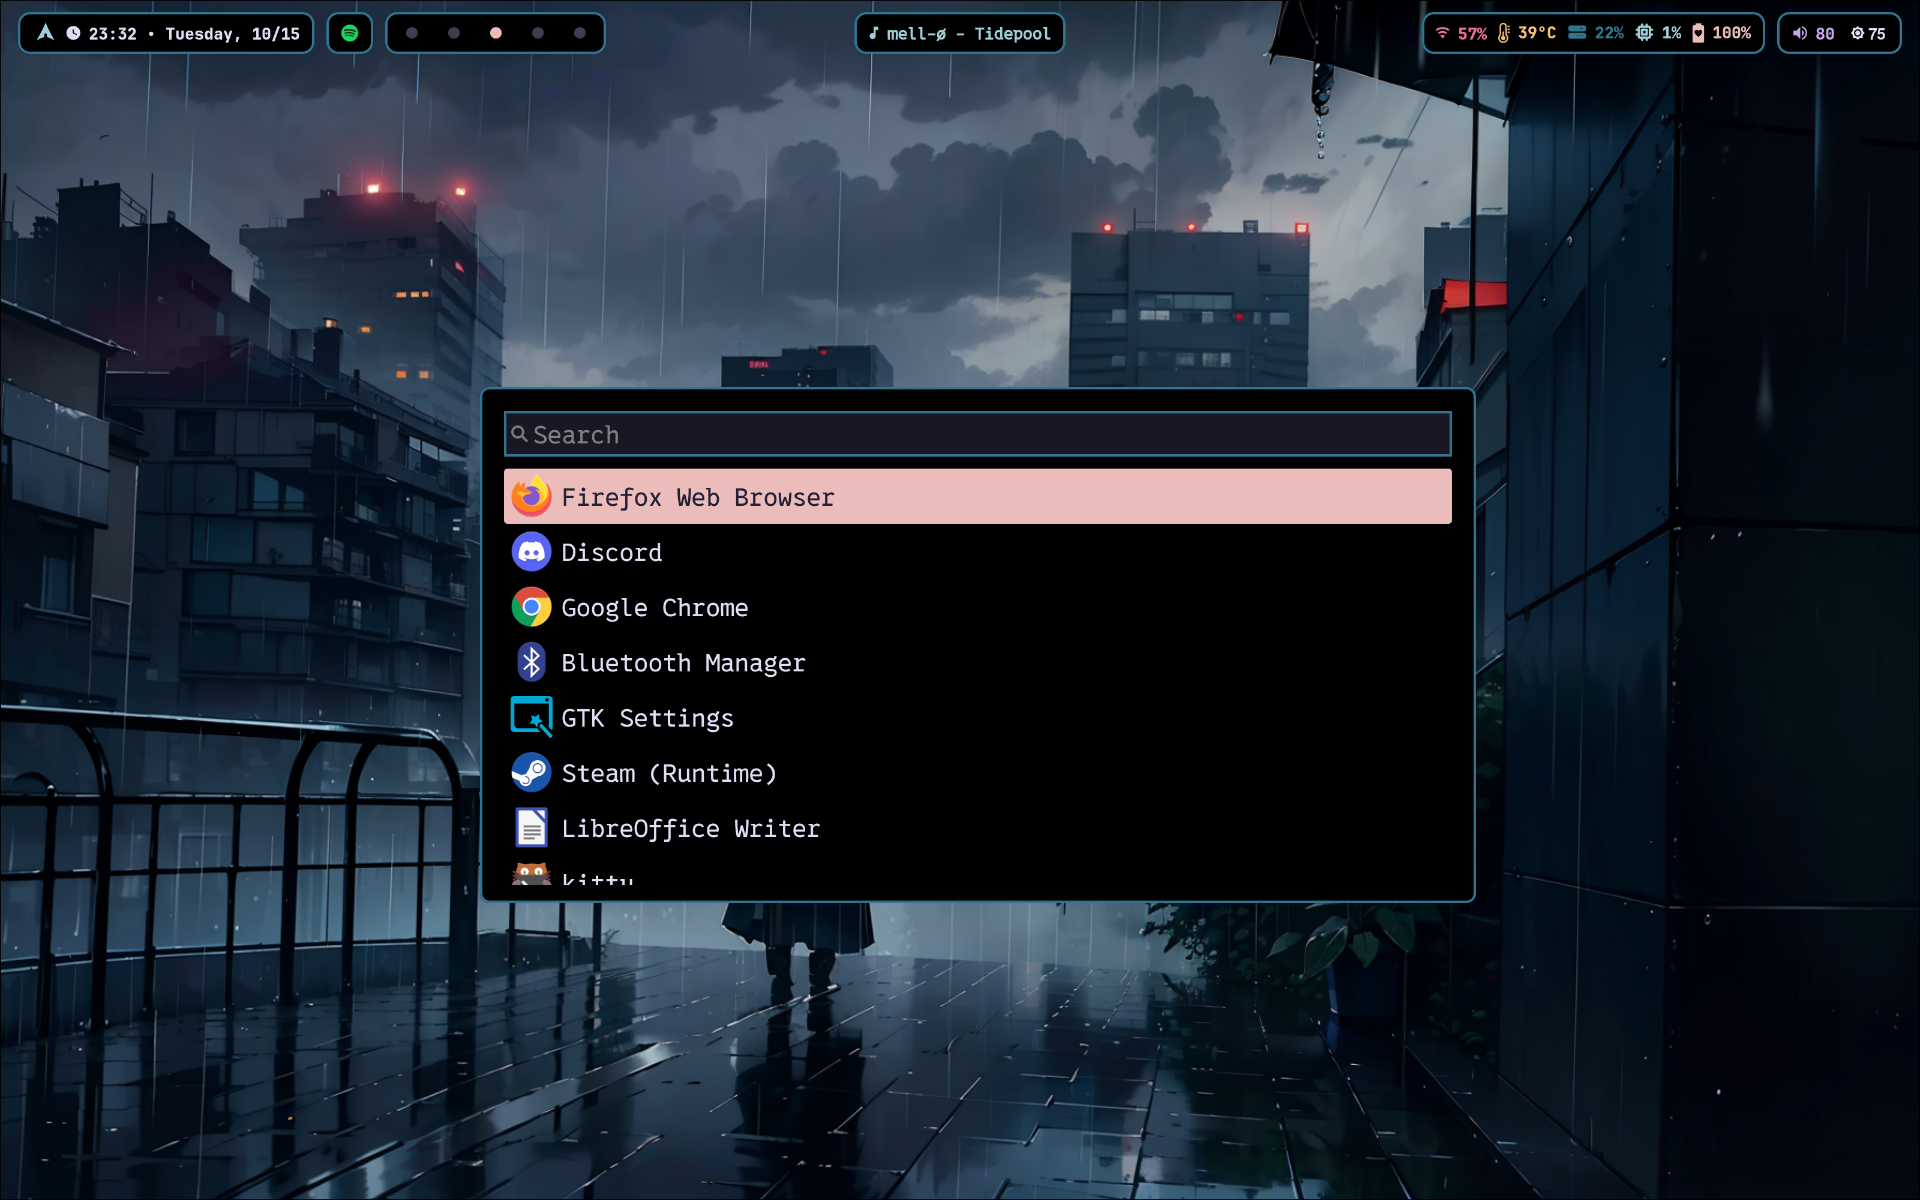 23:32 • Tuesday, 10/15
mell-ø - Tidepool
57% 39°C 22% 1% 100%
80 75
Search
Firefox Web Browser
Discord
Google Chrome
Bluetooth Manager
GTK Settings
Steam (Runtime)
LibreOffice Writer
kitty